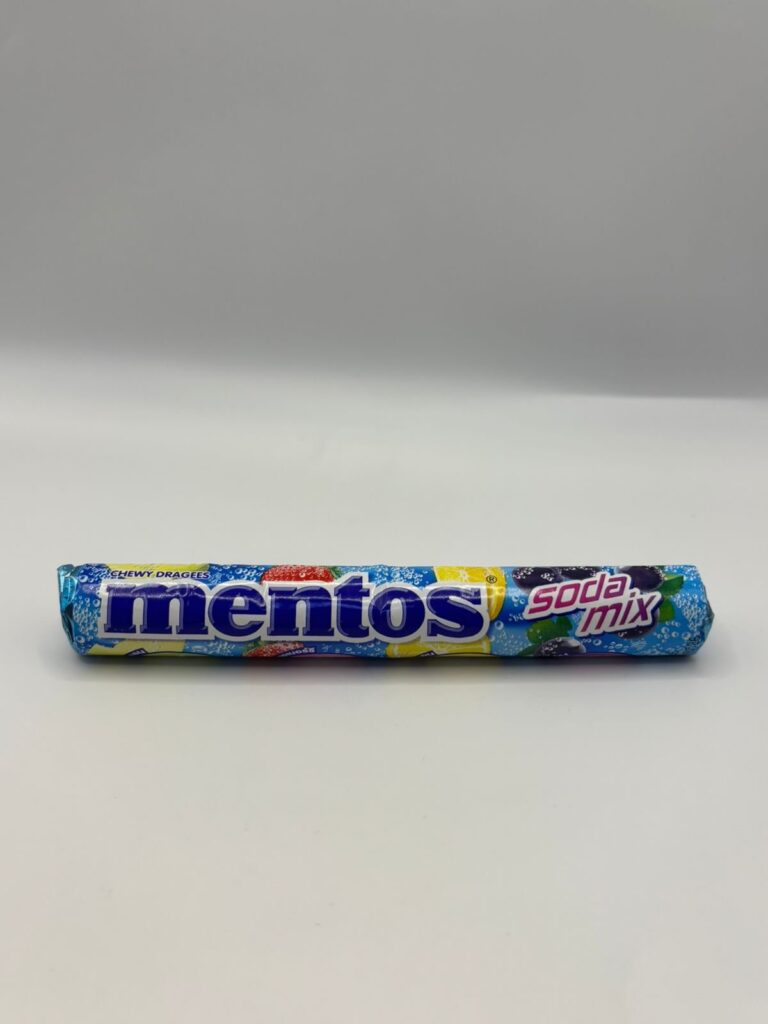 CHEWY DRAGEES
mentos®
soda
mix